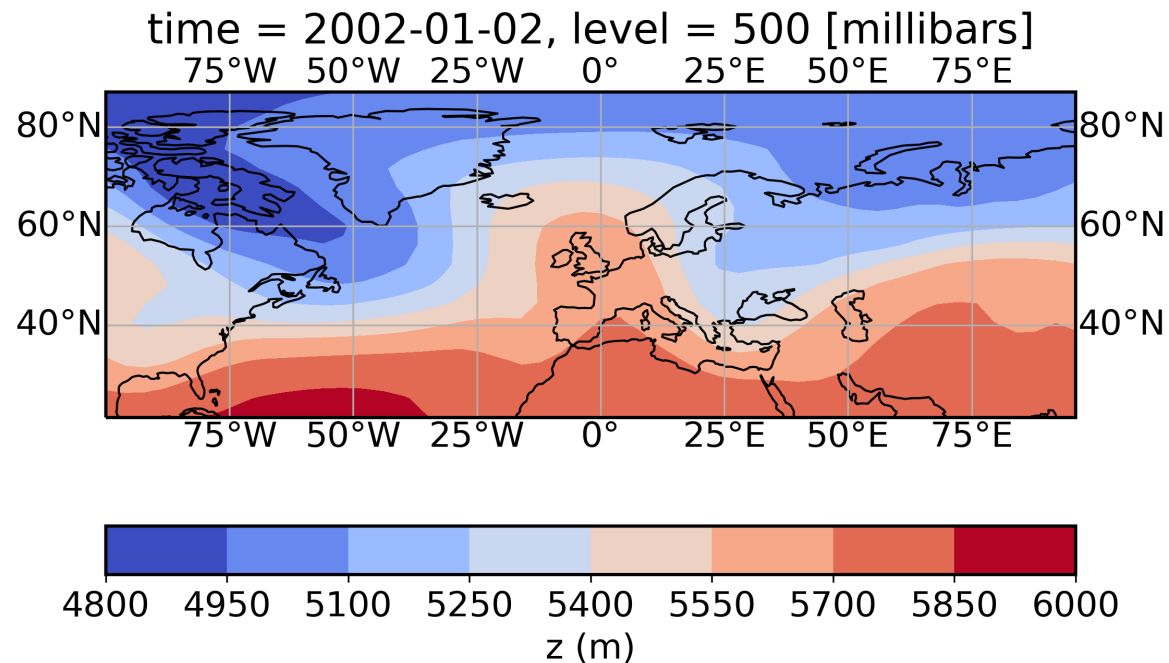 time = 2002-01-02, level = 500 [millibars]
75°W 50°W 25°W 0° 25°E 50°E 75°E
80°N 80°N
60°N 60°N
40°N 40°N
75°W 50°W 25°W 0° 25°E 50°E 75°E
4800 4950 5100 5250 5400 5550 5700 5850 6000
z (m)